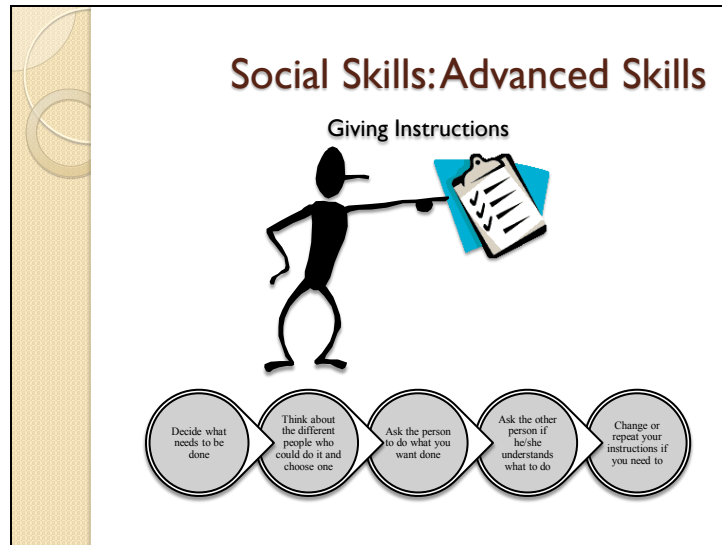 Social Skills: Advanced Skills
Giving Instructions
Decide what
needs to be
done
Think about
the different
people who
could do it and
choose one
Ask the person
to do what you
want done
Ask the other
person if
he/she
understands
what to do
Change or
repeat your
instructions if
you need to